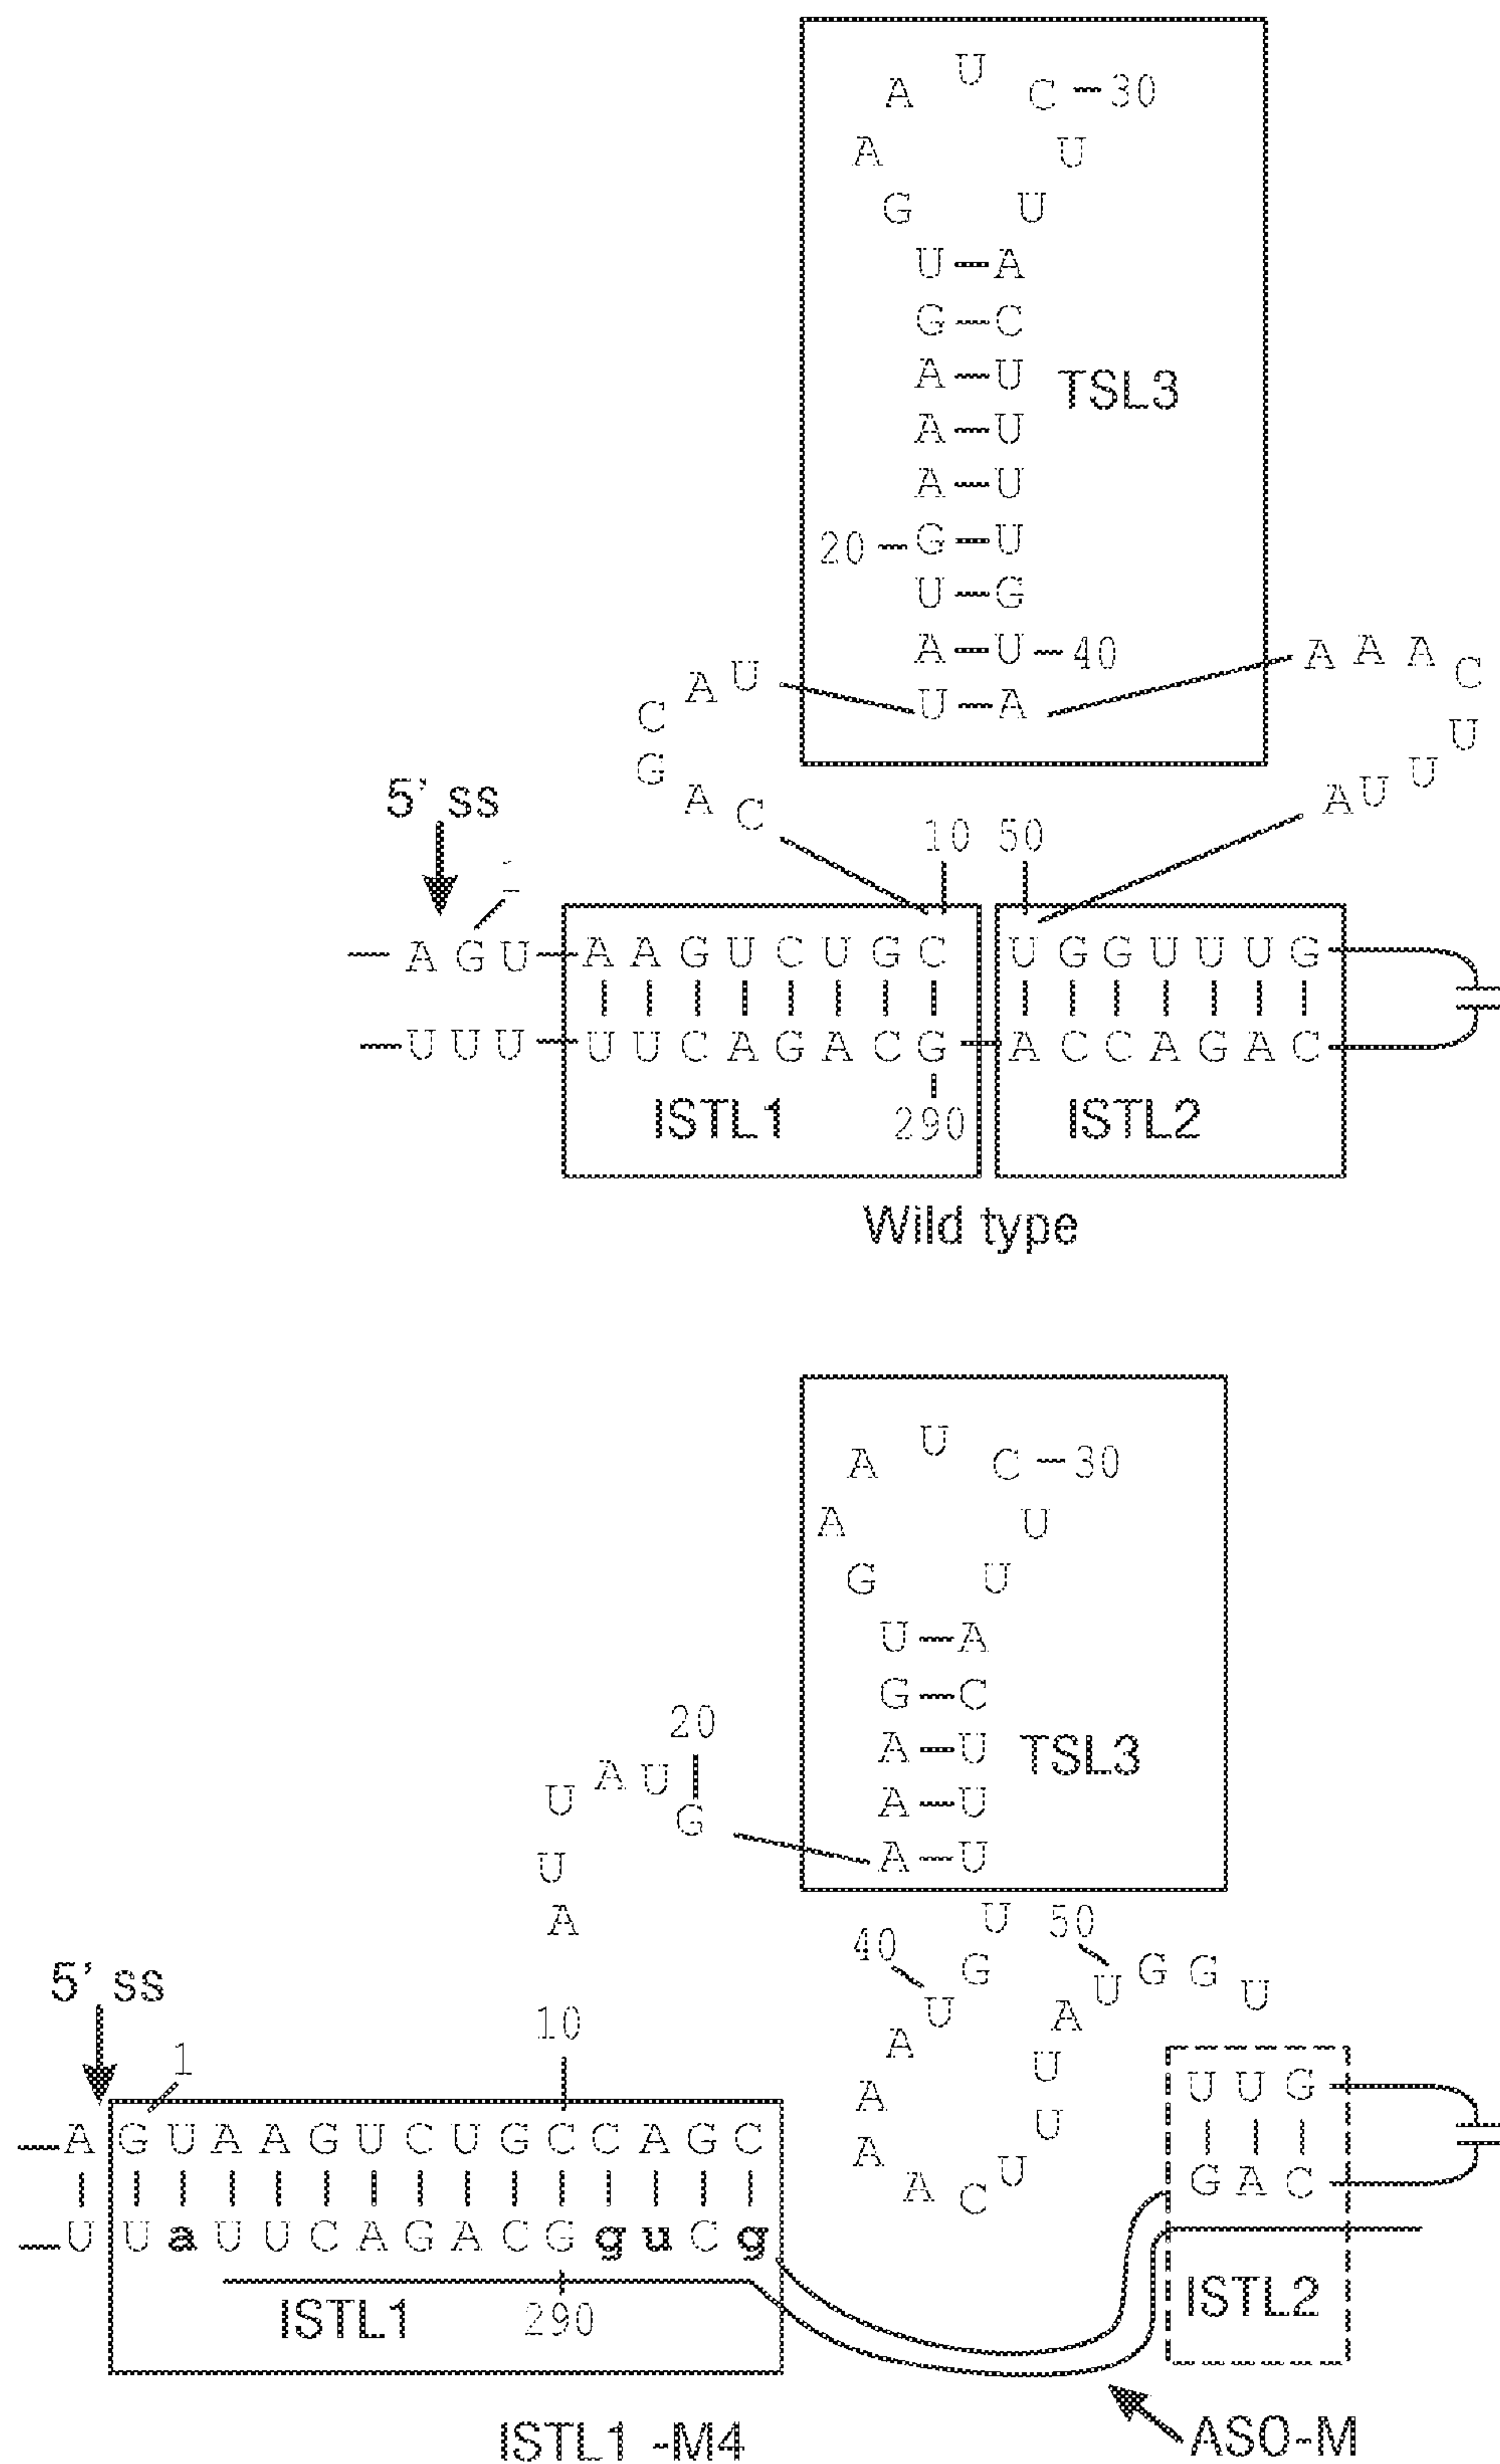 A U C – 30
A U
G U
U – A
G – C
A – U
A – U TSL3
A – U
20 – G – U
U – G
A – U – 40
U – A
C A U
G A C
A A A C
U
A U U
5' ss
10 50
A G U A A G U C U G C U G G U U U G
U U U U U C A G A C G A C C A G A C
ISTL1 290 ISTL2
Wild type
A U C – 30
A U
G U
U – A
G – C
A – U TSL3
A – U
A – U
20
U A U G
U
A
U 50
40 G U G G U
U A
A U
A U
A A C U
5' ss
1 10
A G U A A G U C U G C C A G C
U U a U U C A G A C G g u C g
U U G
G A C
ISTL1 290
ISTL2
ISTL1 -M4
ASO-M